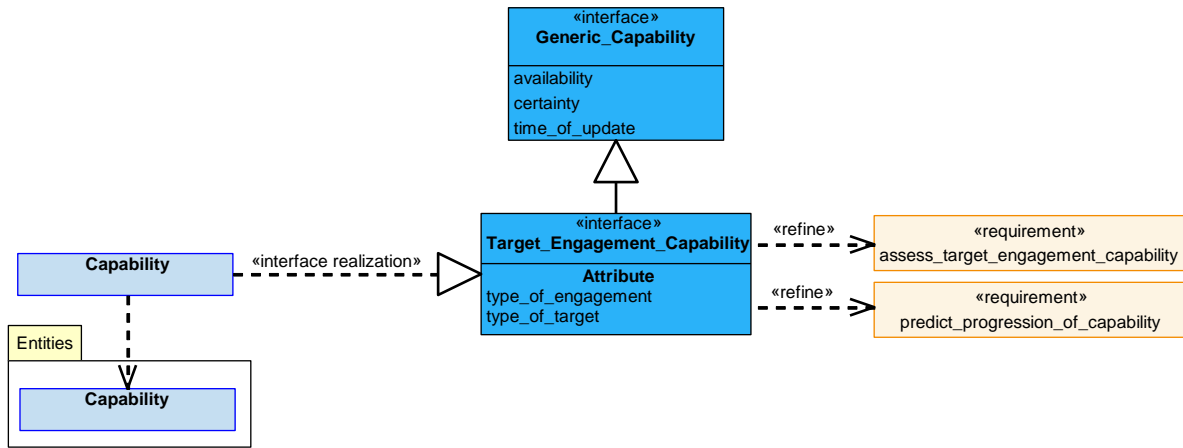 «interface»
Generic_Capability
availability
certainty
time_of_update
«interface»
Target_Engagement_Capability
Attribute
type_of_engagement
type_of_target
«refine»
«requirement»
assess_target_engagement_capability
«refine»
«requirement»
predict_progression_of_capability
Capability
«interface realization»
Entities
Capability